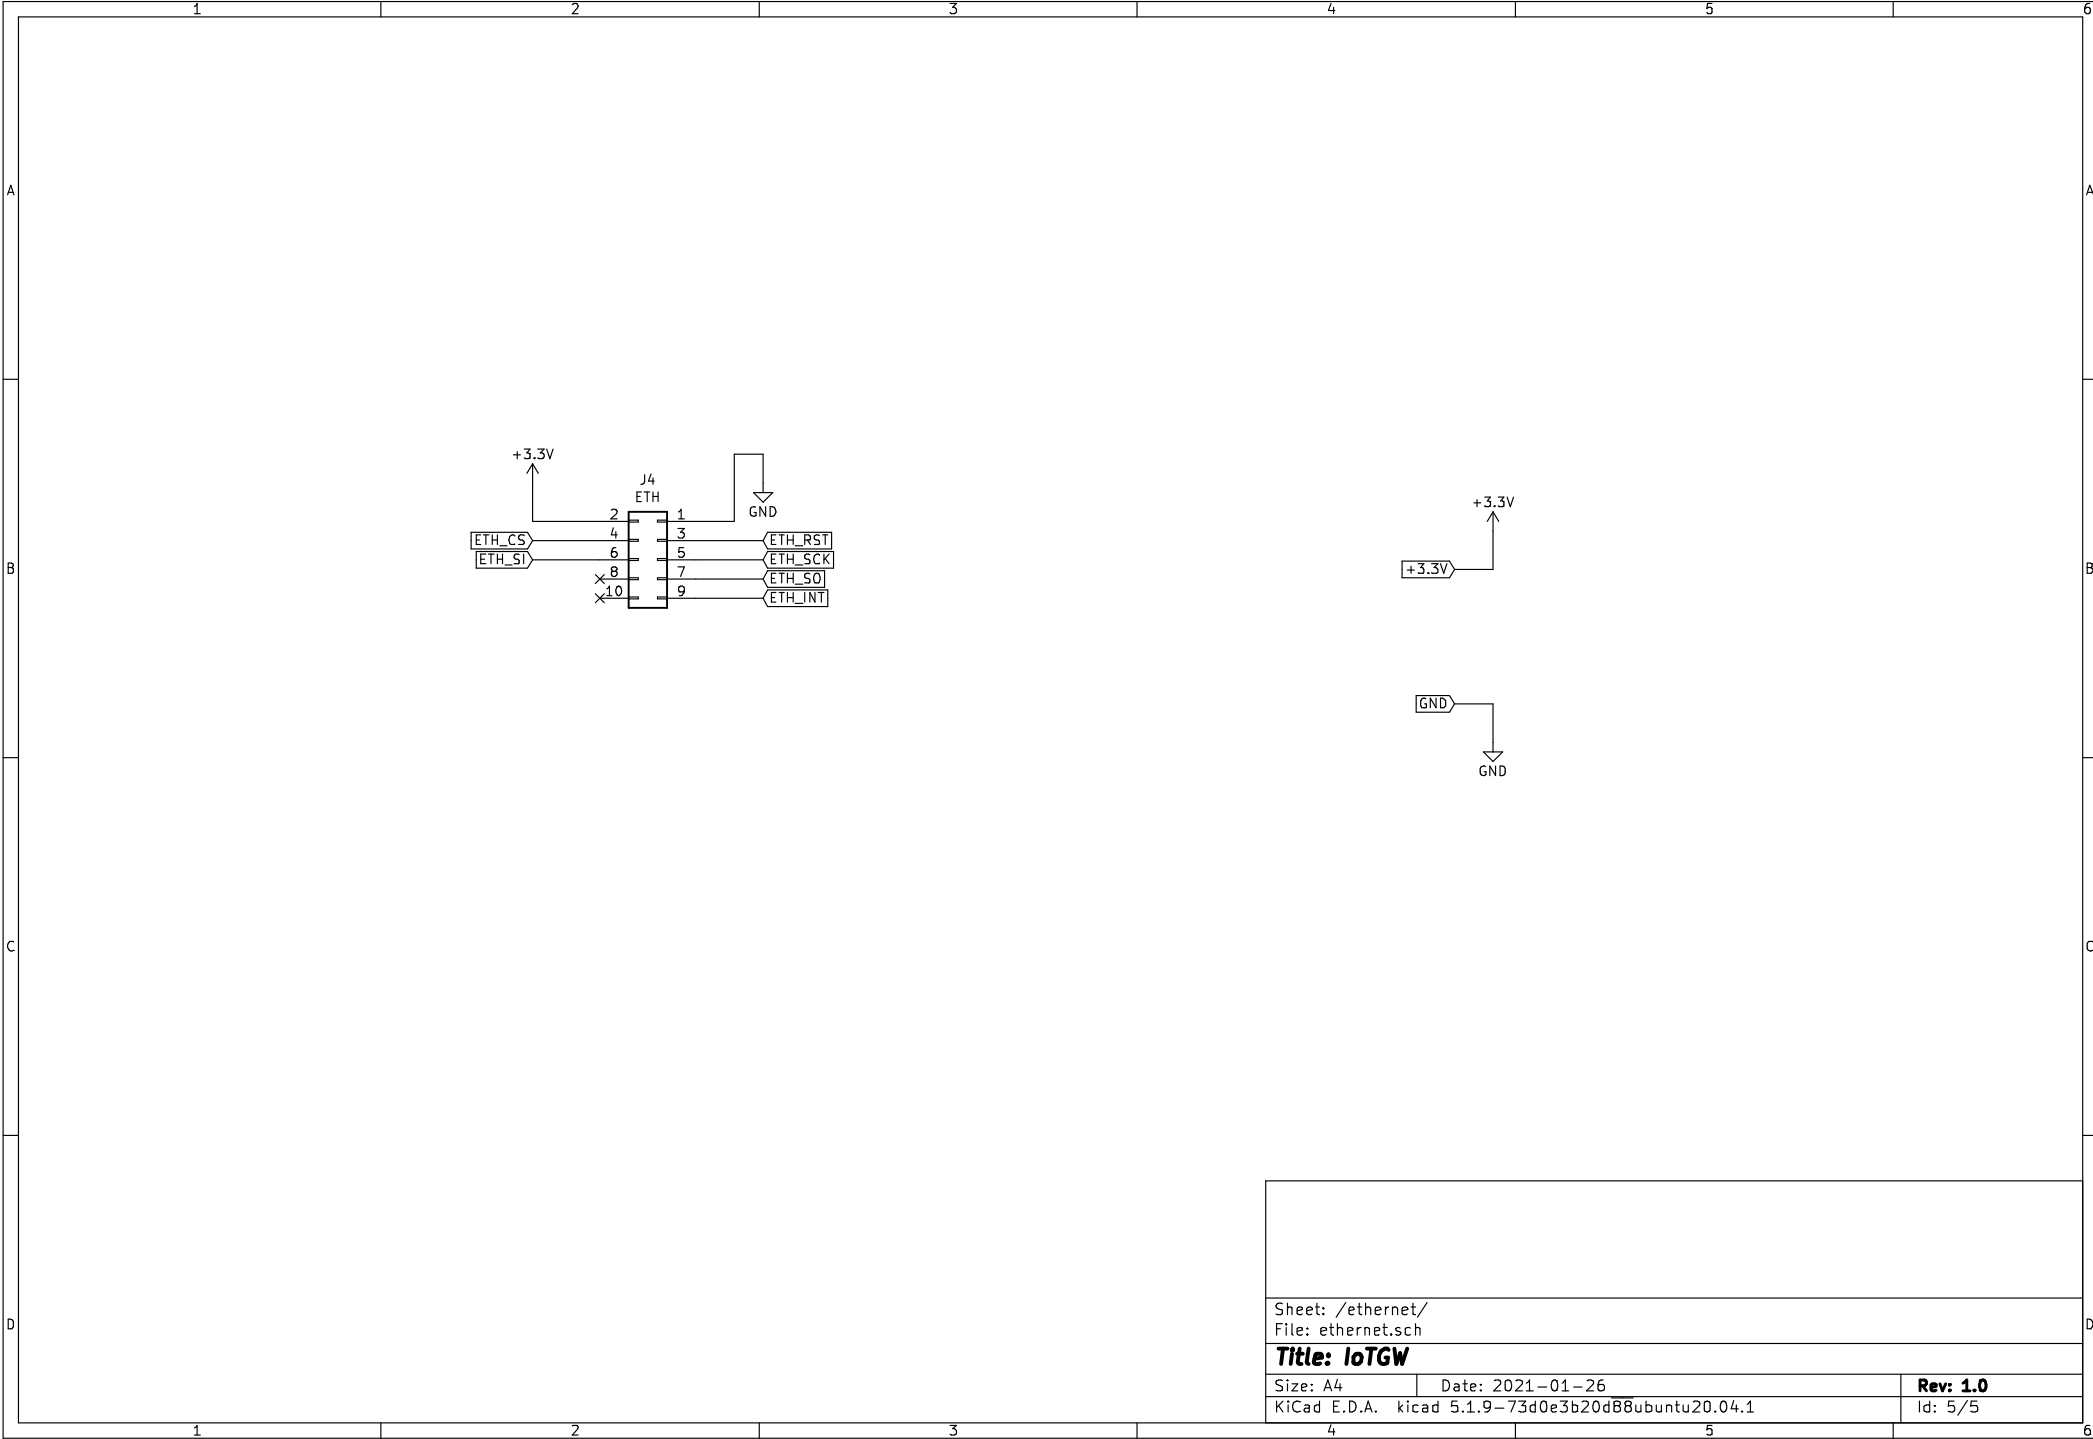 1 2 3 4 5 6
A A
+3.3V
J4
ETH
GND
+3.3V
2 1
ETH_CS 4 3 ETH_RST
ETH_SI 6 5 ETH_SCK
8 7 ETH_SO
10 9 ETH_INT
B +3.3V B
GND
GND
C C
Sheet: /ethernet/
File: ethernet.sch
D D
Title: IoTGW
Size: A4 Date: 2021-01-26 Rev: 1.0
KiCad E.D.A. kicad 5.1.9-73d0e3b20d88ubuntu20.04.1 Id: 5/5
1 2 3 4 5 6